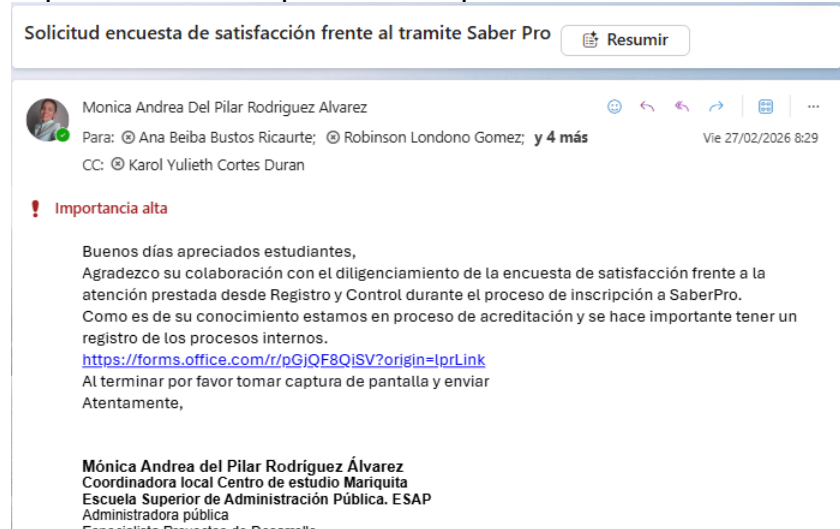 Solicitud encuesta de satisfacción frente al tramite Saber Pro
Resumir
Monica Andrea Del Pilar Rodriguez Alvarez
Para: Ana Beiba Bustos Ricaurte; Robinson Londono Gomez; y 4 más
Vie 27/02/2026 8:29
CC: Karol Yulieth Cortes Duran
Importancia alta
Buenos días apreciados estudiantes,
Agradezco su colaboración con el diligenciamiento de la encuesta de satisfacción frente a la
atención prestada desde Registro y Control durante el proceso de inscripción a SaberPro.
Como es de su conocimiento estamos en proceso de acreditación y se hace importante tener un
registro de los procesos internos.
https://forms.office.com/r/pGjQF8QiSV?origin=lprLink
Al terminar por favor tomar captura de pantalla y enviar
Atentamente,
Mónica Andrea del Pilar Rodríguez Álvarez
Coordinadora local Centro de estudio Mariquita
Escuela Superior de Administración Pública. ESAP
Administradora pública
Especialista Proyectos de Desarrollo